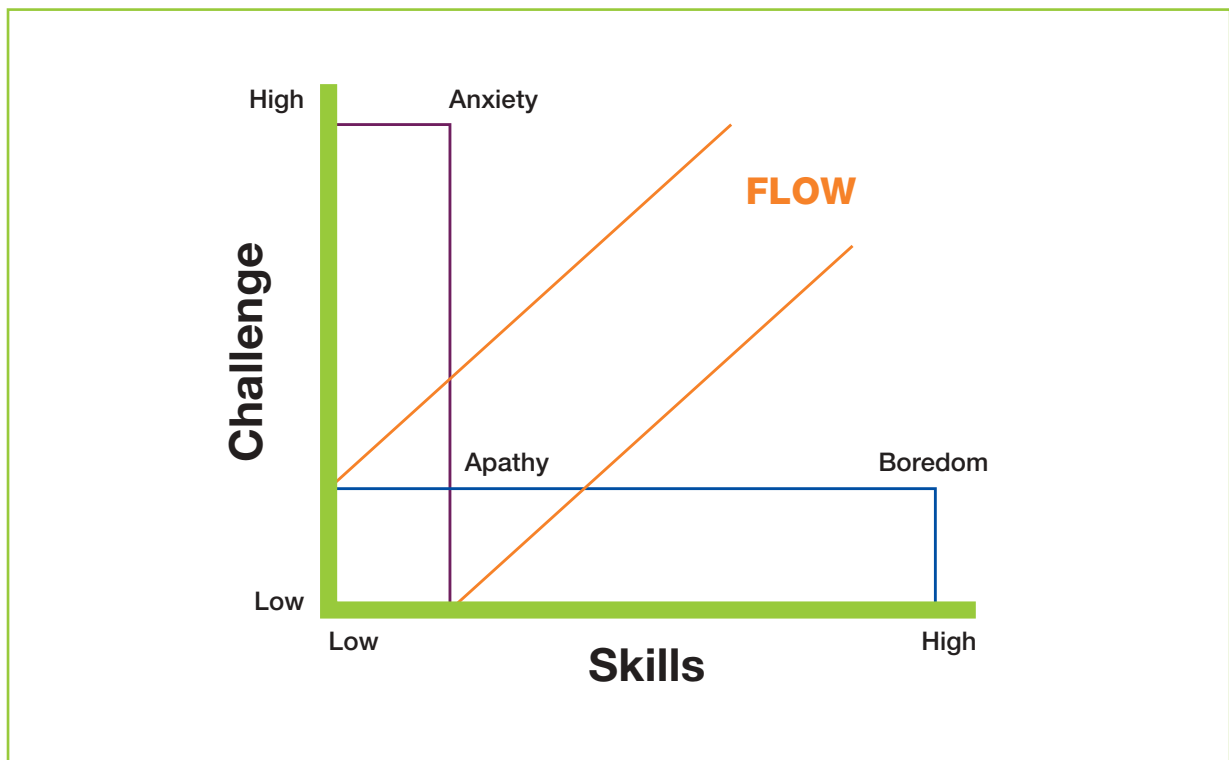 High
Anxiety
FLOW
Challenge
Apathy
Boredom
Low
Low
High
Skills